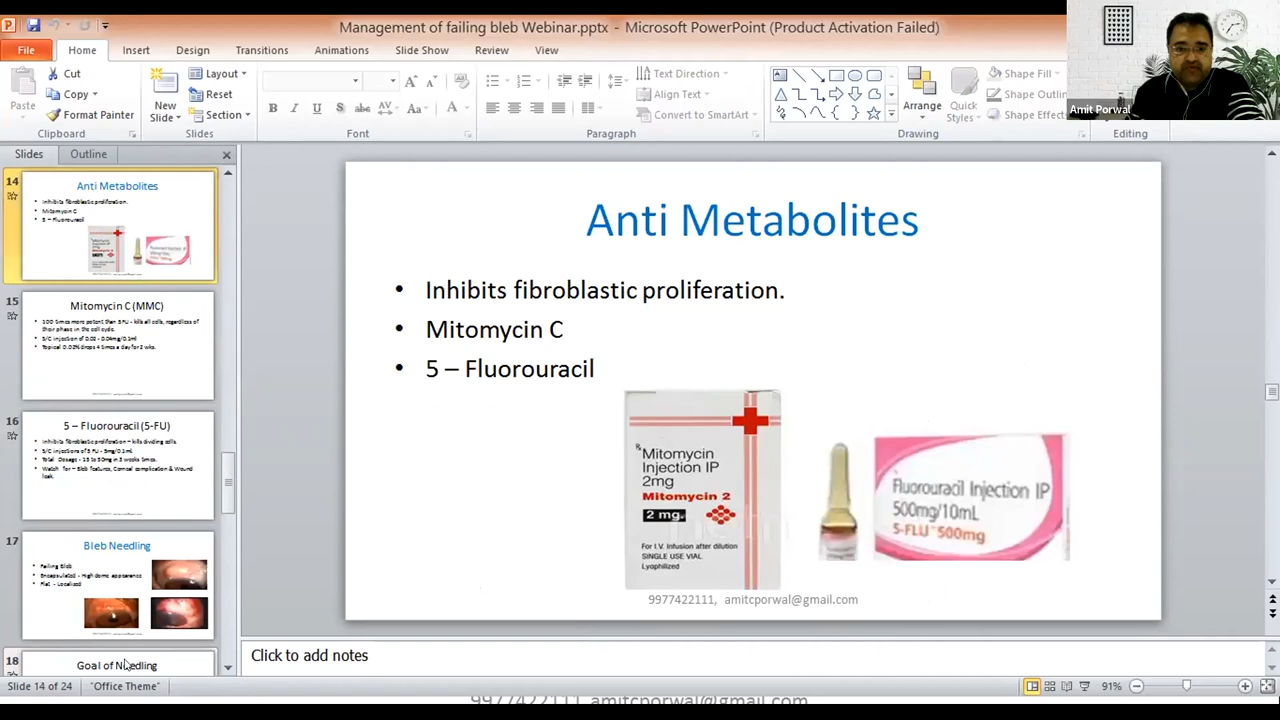 Management of failing bleb Webinar.pptx - Microsoft PowerPoint (Product Activation Failed)
File Home Insert Design Transitions Animations Slide Show Review View
Paste
Cut
Copy
Format Painter
Clipboard
New Slide
Layout
Reset
Section
Slides
Font
Text Direction
Align Text
Convert to SmartArt
Paragraph
Arrange
Quick Styles
Shape Fill
Shape Outlin
Shape Effect
Drawing
Editing
Amit Porwal
Slides Outline
14
Anti Metabolites
Inhibits fibroblastic proliferation.
Mitomycin C
5 – Fluorouracil
15
Mitomycin C (MMC)
100 times more potent than 5FU - kills all cells, regardless of
their phase in the cell cycle.
S/C injection of 0.02 - 0.04mg/0.1ml
Topical 0.02% drops 4 times a day for 2 wks.
16
5 – Fluorouracil (5-FU)
Inhibits fibroblastic proliferation – kills dividing cells.
S/C injections of 5 FU - 5mg/0.1ml
Total Dosage - 15 to 50mg in 3 weeks times.
Watch for – Bleb features, Corneal complication & Wound
leak.
17
Bleb Needling
Failing Bleb
Encapsulated - High dome appearance
Flat - Localised
18
Goal of Needling
Anti Metabolites
• Inhibits fibroblastic proliferation.
• Mitomycin C
• 5 – Fluorouracil
Mitomycin
Injection IP
2mg
Mitomycin 2
2 mg.
For I.V. Infusion after dilution
SINGLE USE VIAL
Lyophilized
Fluorouracil Injection IP
500mg/10mL
5-FLU 500mg
9977422111, amitcporwal@gmail.com
Click to add notes
Slide 14 of 24 "Office Theme" 91%
9977422111, amitcporwal@gmail.com